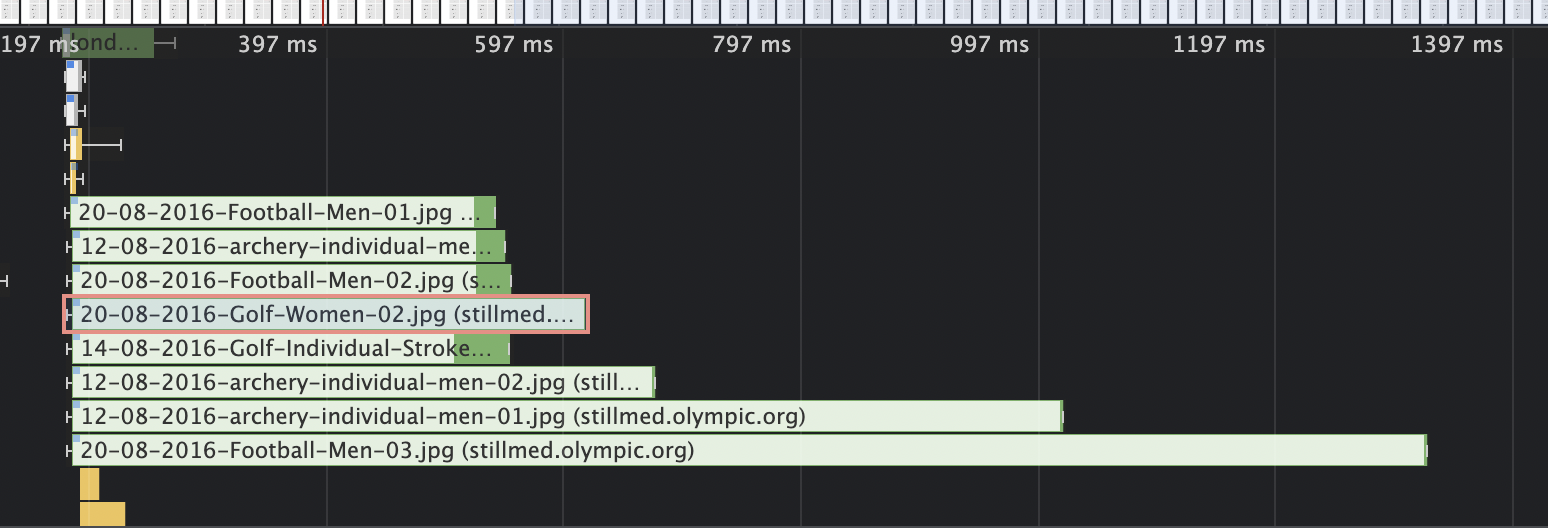 197 ms lond... 397 ms 597 ms 797 ms 997 ms 1197 ms 1397 ms
20-08-2016-Football-Men-01.jpg ...
12-08-2016-archery-individual-me...
20-08-2016-Football-Men-02.jpg (s...
20-08-2016-Golf-Women-02.jpg (stillmed....
14-08-2016-Golf-Individual-Stroke...
12-08-2016-archery-individual-men-02.jpg (still...
12-08-2016-archery-individual-men-01.jpg (stillmed.olympic.org)
20-08-2016-Football-Men-03.jpg (stillmed.olympic.org)